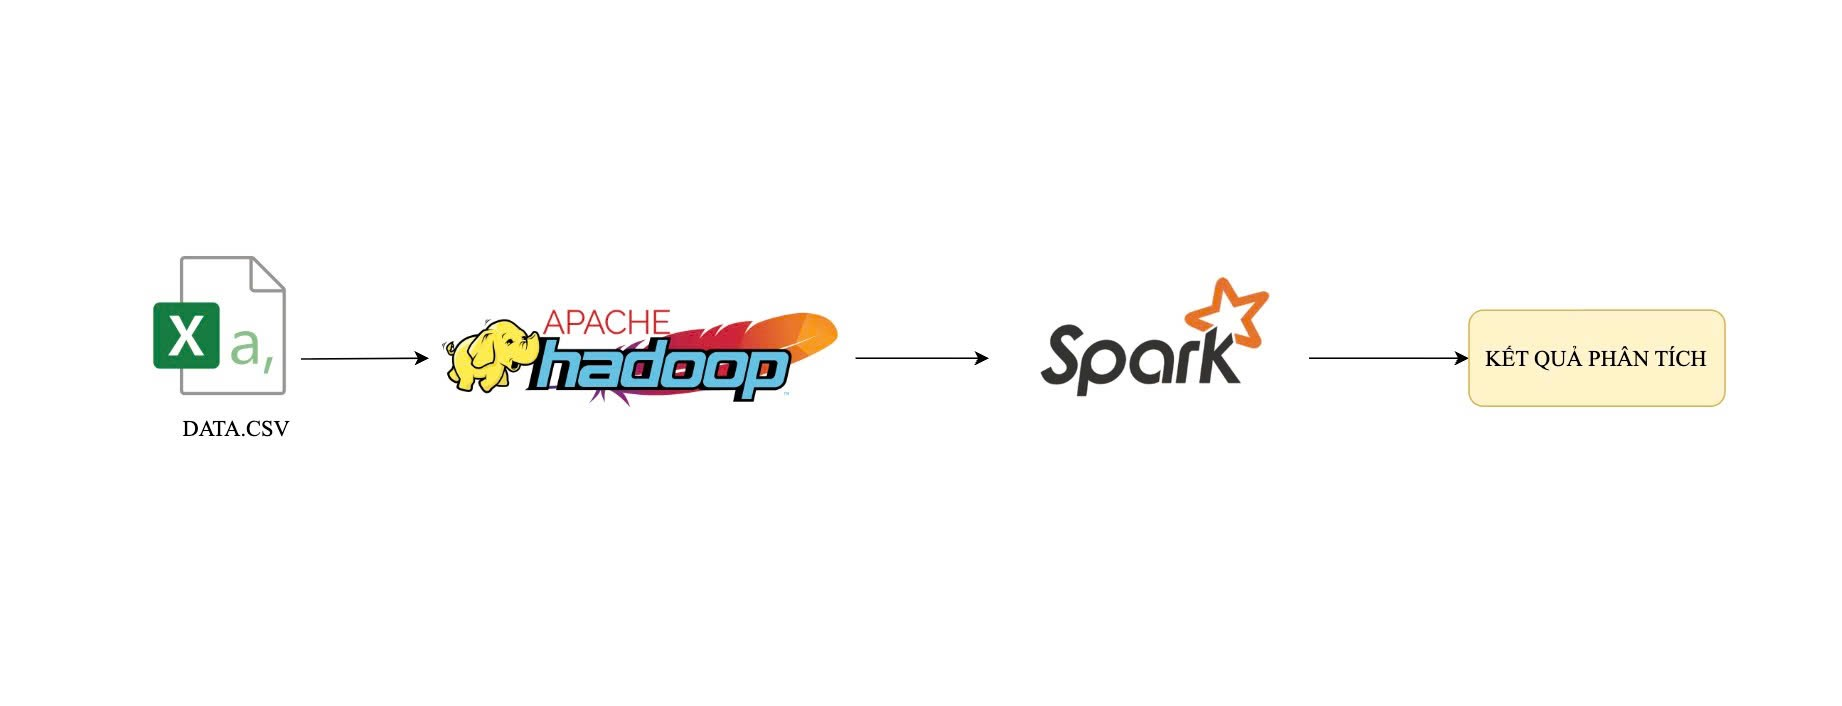 X a,
DATA.CSV
APACHE
hadoop
Spark
KẾT QUẢ PHÂN TÍCH